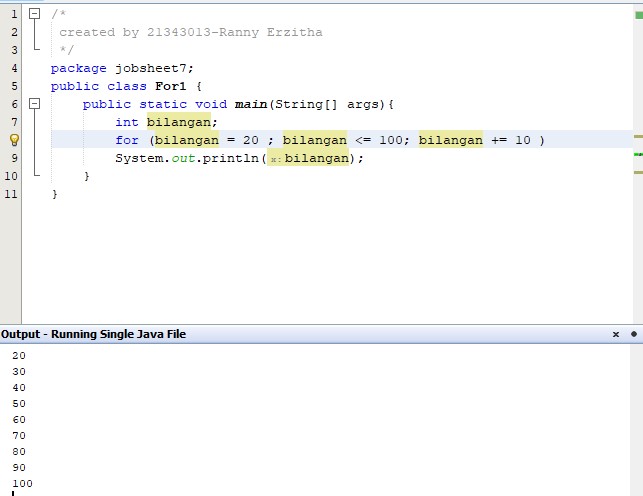 1 /*
2 created by 21343013-Ranny Erzitha
3 */
4 package jobsheet7;
5 public class For1 {
6 public static void main(String[] args){
7 int bilangan;
for (bilangan = 20 ; bilangan <= 100; bilangan += 10 )
9 System.out.println( x: bilangan);
10 }
11 }
Output - Running Single Java File x
20
30
40
50
60
70
80
90
100